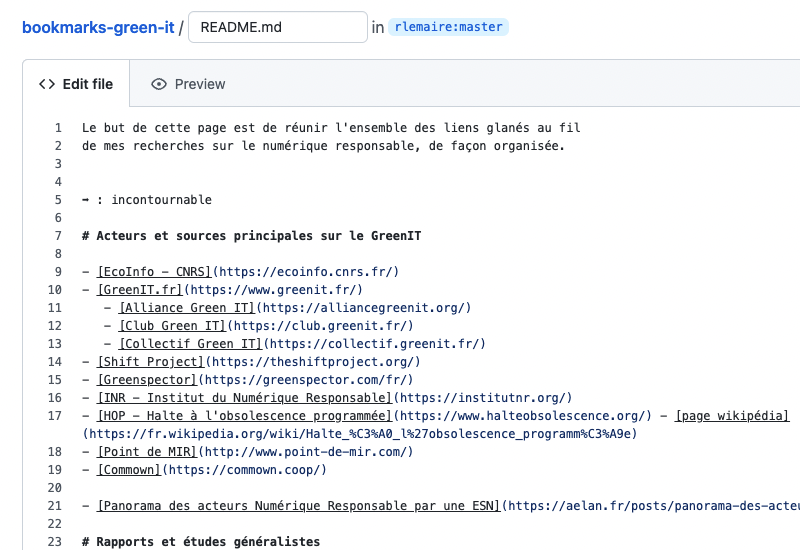 bookmarks-green-it / README.md in rlemaire:master
Edit file Preview
1 Le but de cette page est de réunir l'ensemble des liens glanés au fil
2 de mes recherches sur le numérique responsable, de façon organisée.
3
4
5 ➡ : incontournable
6
7 # Acteurs et sources principales sur le GreenIT
8
9 - [EcoInfo - CNRS](https://ecoinfo.cnrs.fr/)
10 - [GreenIT.fr](https://www.greenit.fr/)
11    - [Alliance Green IT](https://alliancegreenit.org/)
12    - [Club Green IT](https://club.greenit.fr/)
13    - [Collectif Green IT](https://collectif.greenit.fr/)
14 - [Shift Project](https://theshiftproject.org/)
15 - [Greenspector](https://greenspector.com/fr/)
16 - [INR - Institut du Numérique Responsable](https://institutnr.org/)
17 - [HOP - Halte à l'obsolescence programmée](https://www.halteobsolescence.org/) - [page wikipédia]
(https://fr.wikipedia.org/wiki/Halte_%C3%A0_l%27obsolescence_programm%C3%A9e)
18 - [Point de MIR](http://www.point-de-mir.com/)
19 - [Commown](https://commown.coop/)
20
21 - [Panorama des acteurs Numérique Responsable par une ESN](https://aelan.fr/posts/panorama-des-acteu
22
23 # Rapports et études généralistes